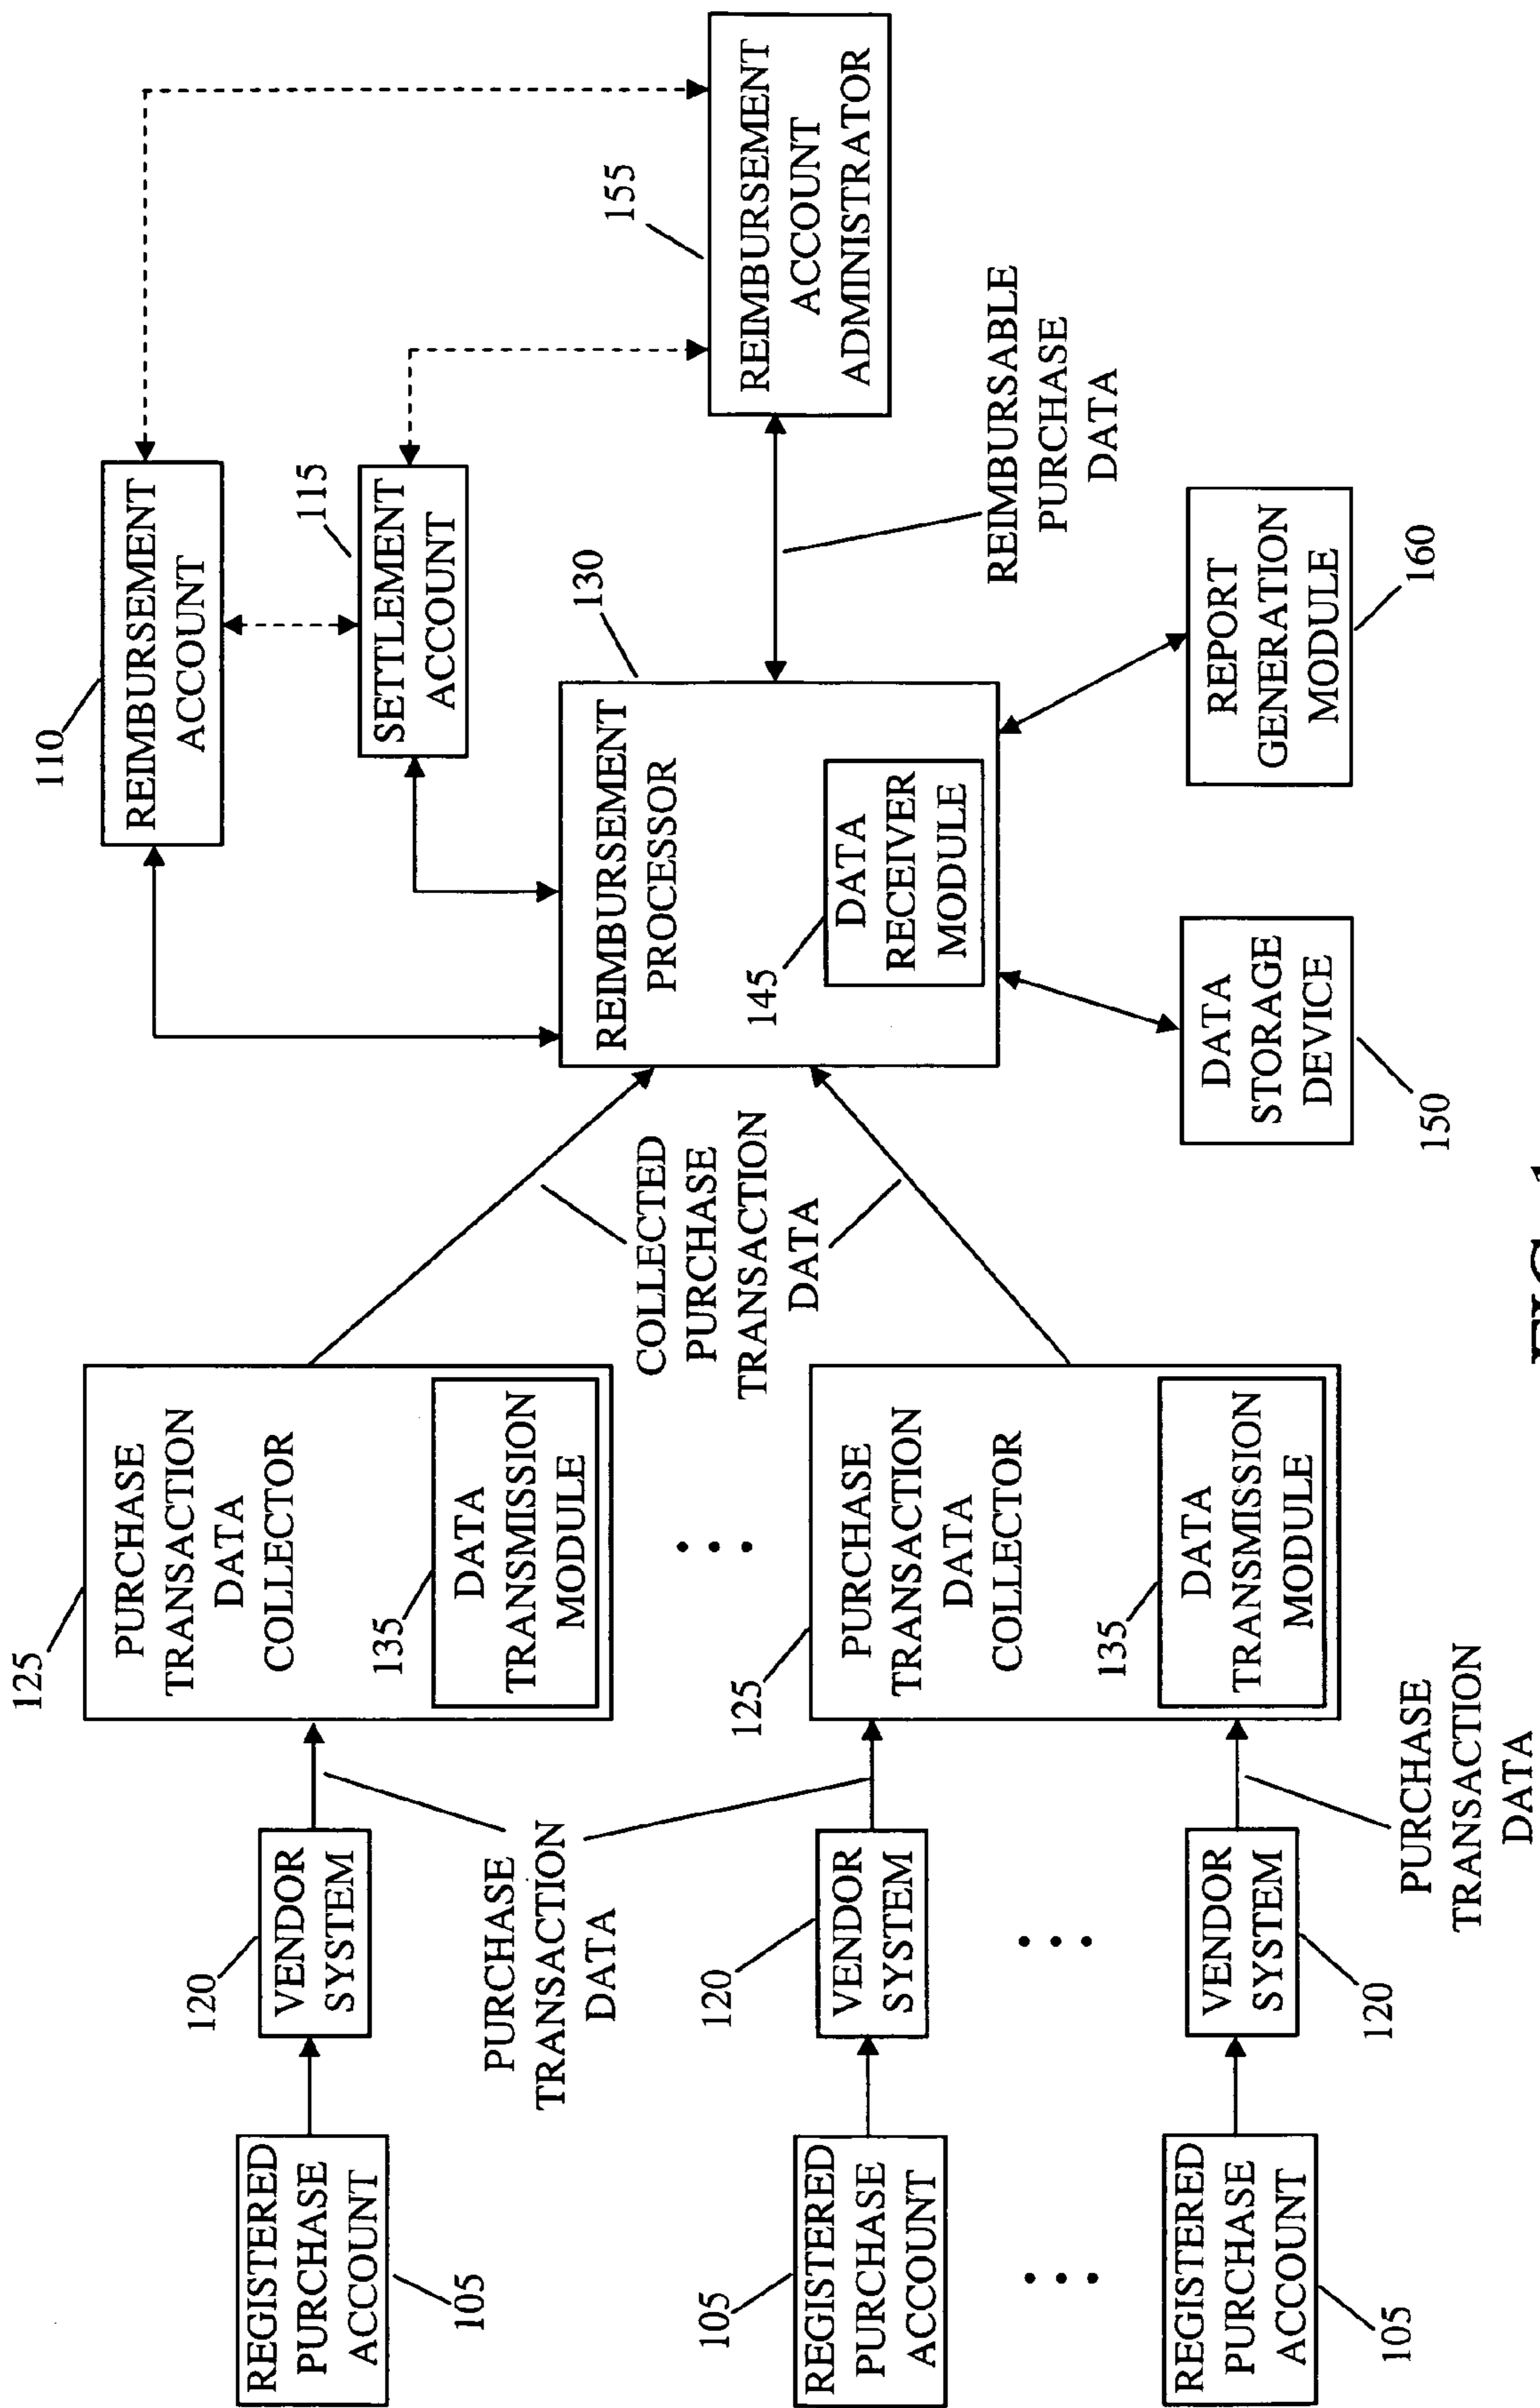 110
REIMBURSEMENT
ACCOUNT
115
SETTLEMENT
ACCOUNT
155
REIMBURSEMENT
ACCOUNT
ADMINISTRATOR
130
REIMBURSEMENT
PROCESSOR
145
DATA
RECEIVER
MODULE
REIMBURSABLE
PURCHASE
DATA
REPORT
GENERATION
MODULE
160
DATA
STORAGE
DEVICE
150
COLLECTED
PURCHASE
TRANSACTION
DATA
125
PURCHASE
TRANSACTION
DATA
COLLECTOR
135
DATA
TRANSMISSION
MODULE
125
PURCHASE
TRANSACTION
DATA
COLLECTOR
135
DATA
TRANSMISSION
MODULE
120
VENDOR
SYSTEM
PURCHASE
TRANSACTION
DATA
120
VENDOR
SYSTEM
VENDOR
SYSTEM
120
PURCHASE
TRANSACTION
DATA
REGISTERED
PURCHASE
ACCOUNT
105
105
REGISTERED
PURCHASE
ACCOUNT
REGISTERED
PURCHASE
ACCOUNT
105